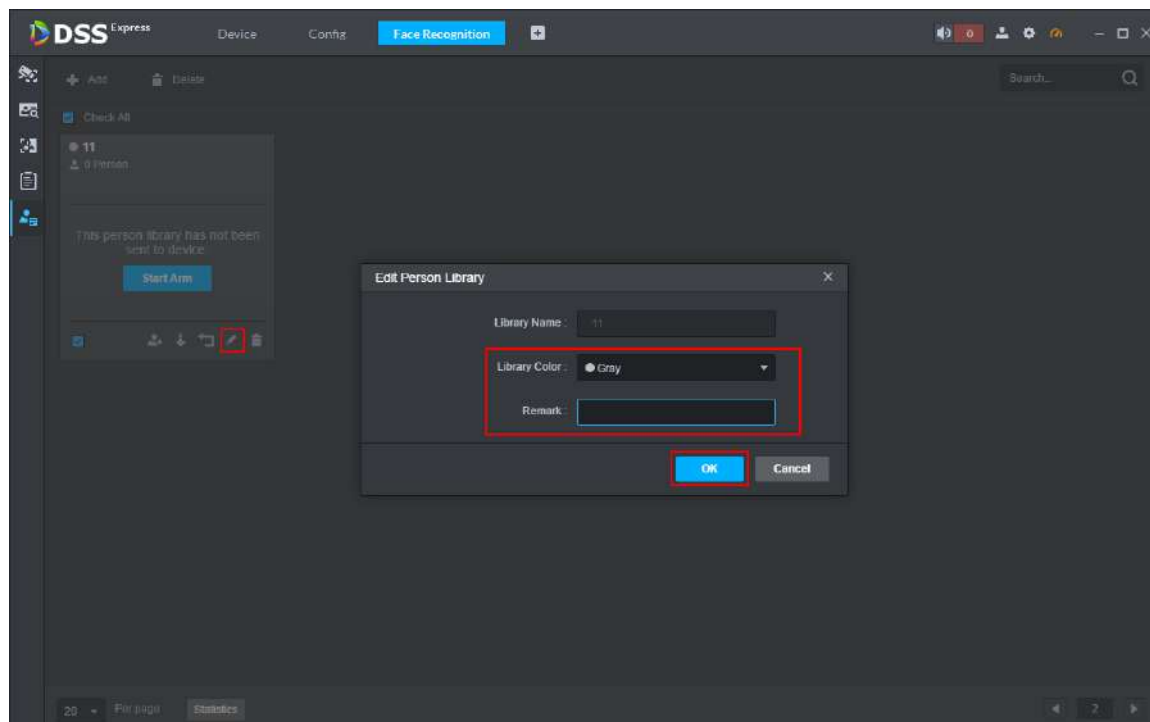 DSS Express Device Config Face Recognition 0
Add Delete Search...
Check All
11
0 Person
This person library has not been
sent to device
Start Arm
Edit Person Library
Library Name : 11
Library Color : Gray
Remark :
OK Cancel
20 Per page Statistics 2